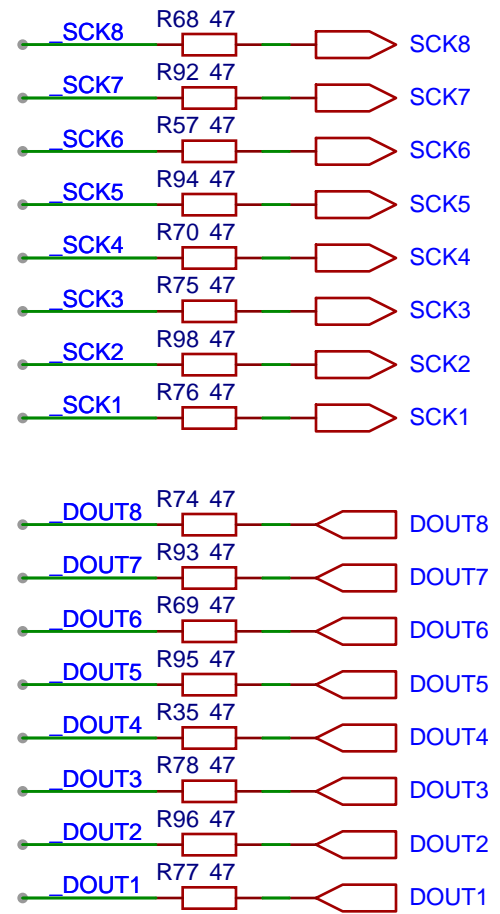 _SCK8 R68 47 SCK8
_SCK7 R92 47 SCK7
_SCK6 R57 47 SCK6
_SCK5 R94 47 SCK5
_SCK4 R70 47 SCK4
_SCK3 R75 47 SCK3
_SCK2 R98 47 SCK2
_SCK1 R76 47 SCK1
_DOUT8 R74 47 DOUT8
_DOUT7 R93 47 DOUT7
_DOUT6 R69 47 DOUT6
_DOUT5 R95 47 DOUT5
_DOUT4 R35 47 DOUT4
_DOUT3 R78 47 DOUT3
_DOUT2 R96 47 DOUT2
_DOUT1 R77 47 DOUT1